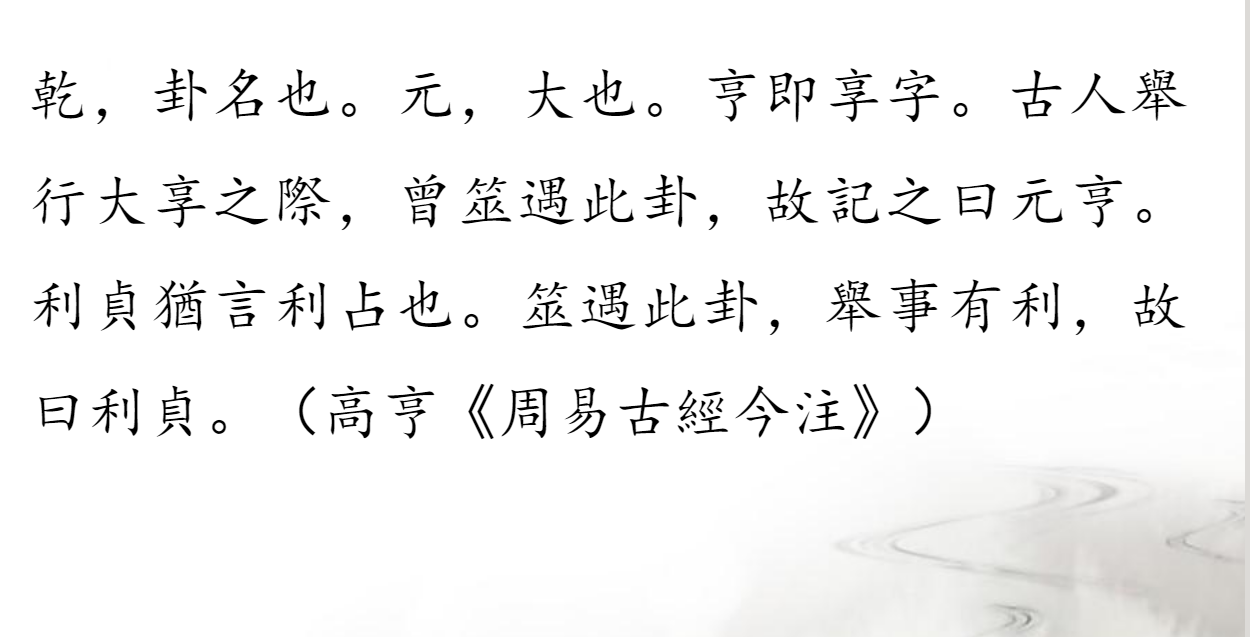 乾，卦名也。元，大也。亨即享字。古人舉
行大享之際，曾筮遇此卦，故記之曰元亨。
利貞猶言利占也。筮遇此卦，舉事有利，故
曰利貞。（高亨《周易古經今注》）